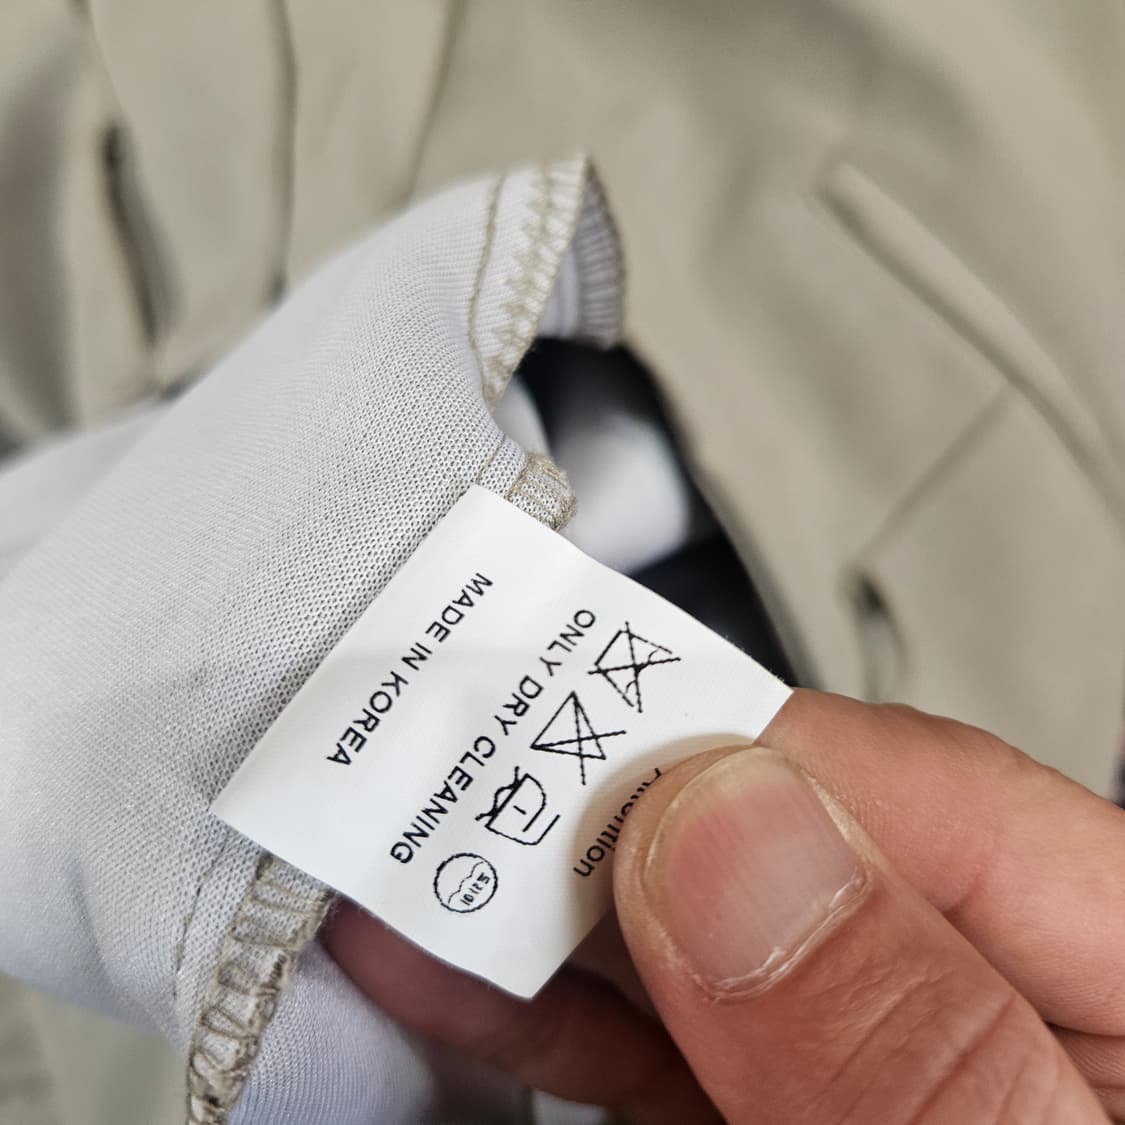 Attention
ONLY DRY CLEANING
MADE IN KOREA